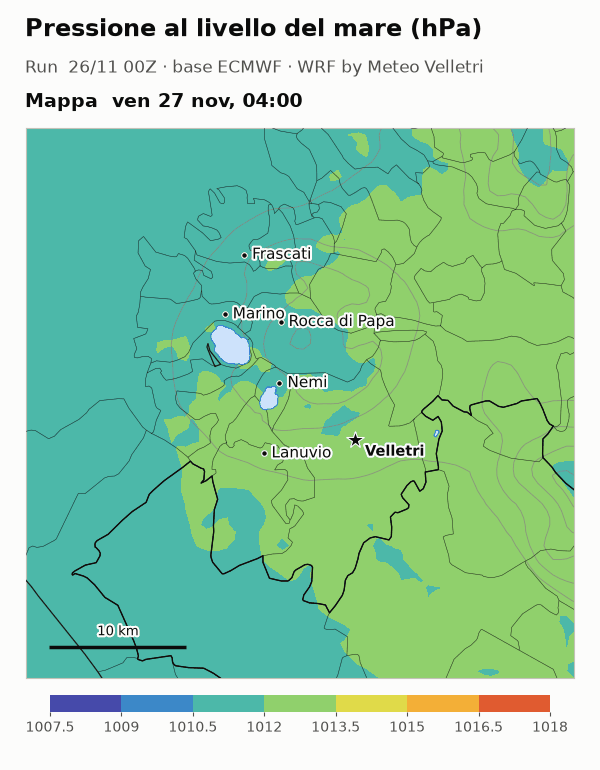 Pressione al livello del mare (hPa)
Run  26/11 00Z · base ECMWF · WRF by Meteo Velletri
Mappa  ven 27 nov, 04:00
Frascati
Marino
Rocca di Papa
Nemi
Velletri
Lanuvio
10 km
1007.5 1009 1010.5 1012 1013.5 1015 1016.5 1018